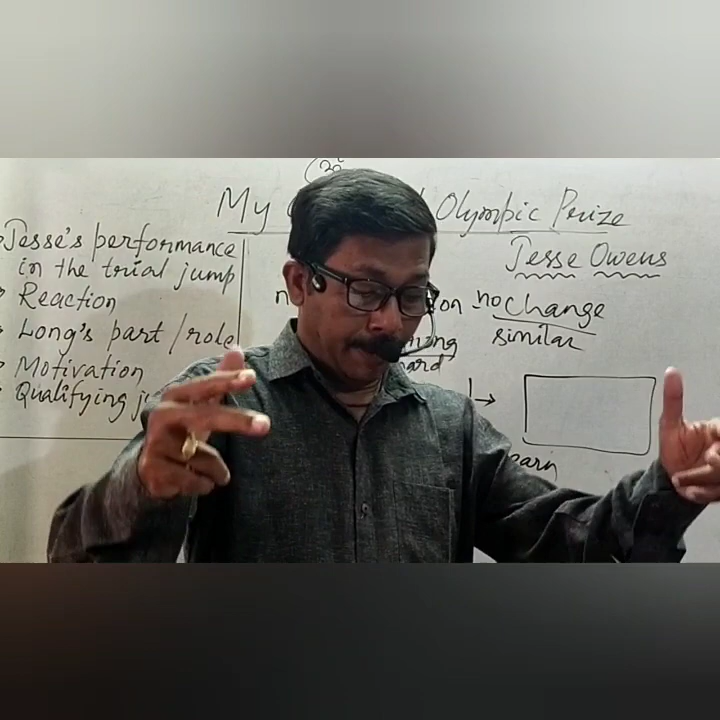 My Olympic Prize
Jesse Owens
Jesse's performance
in the trial jump
Reaction
Long's part/role
Motivation
Qualifying
no change
similar
→